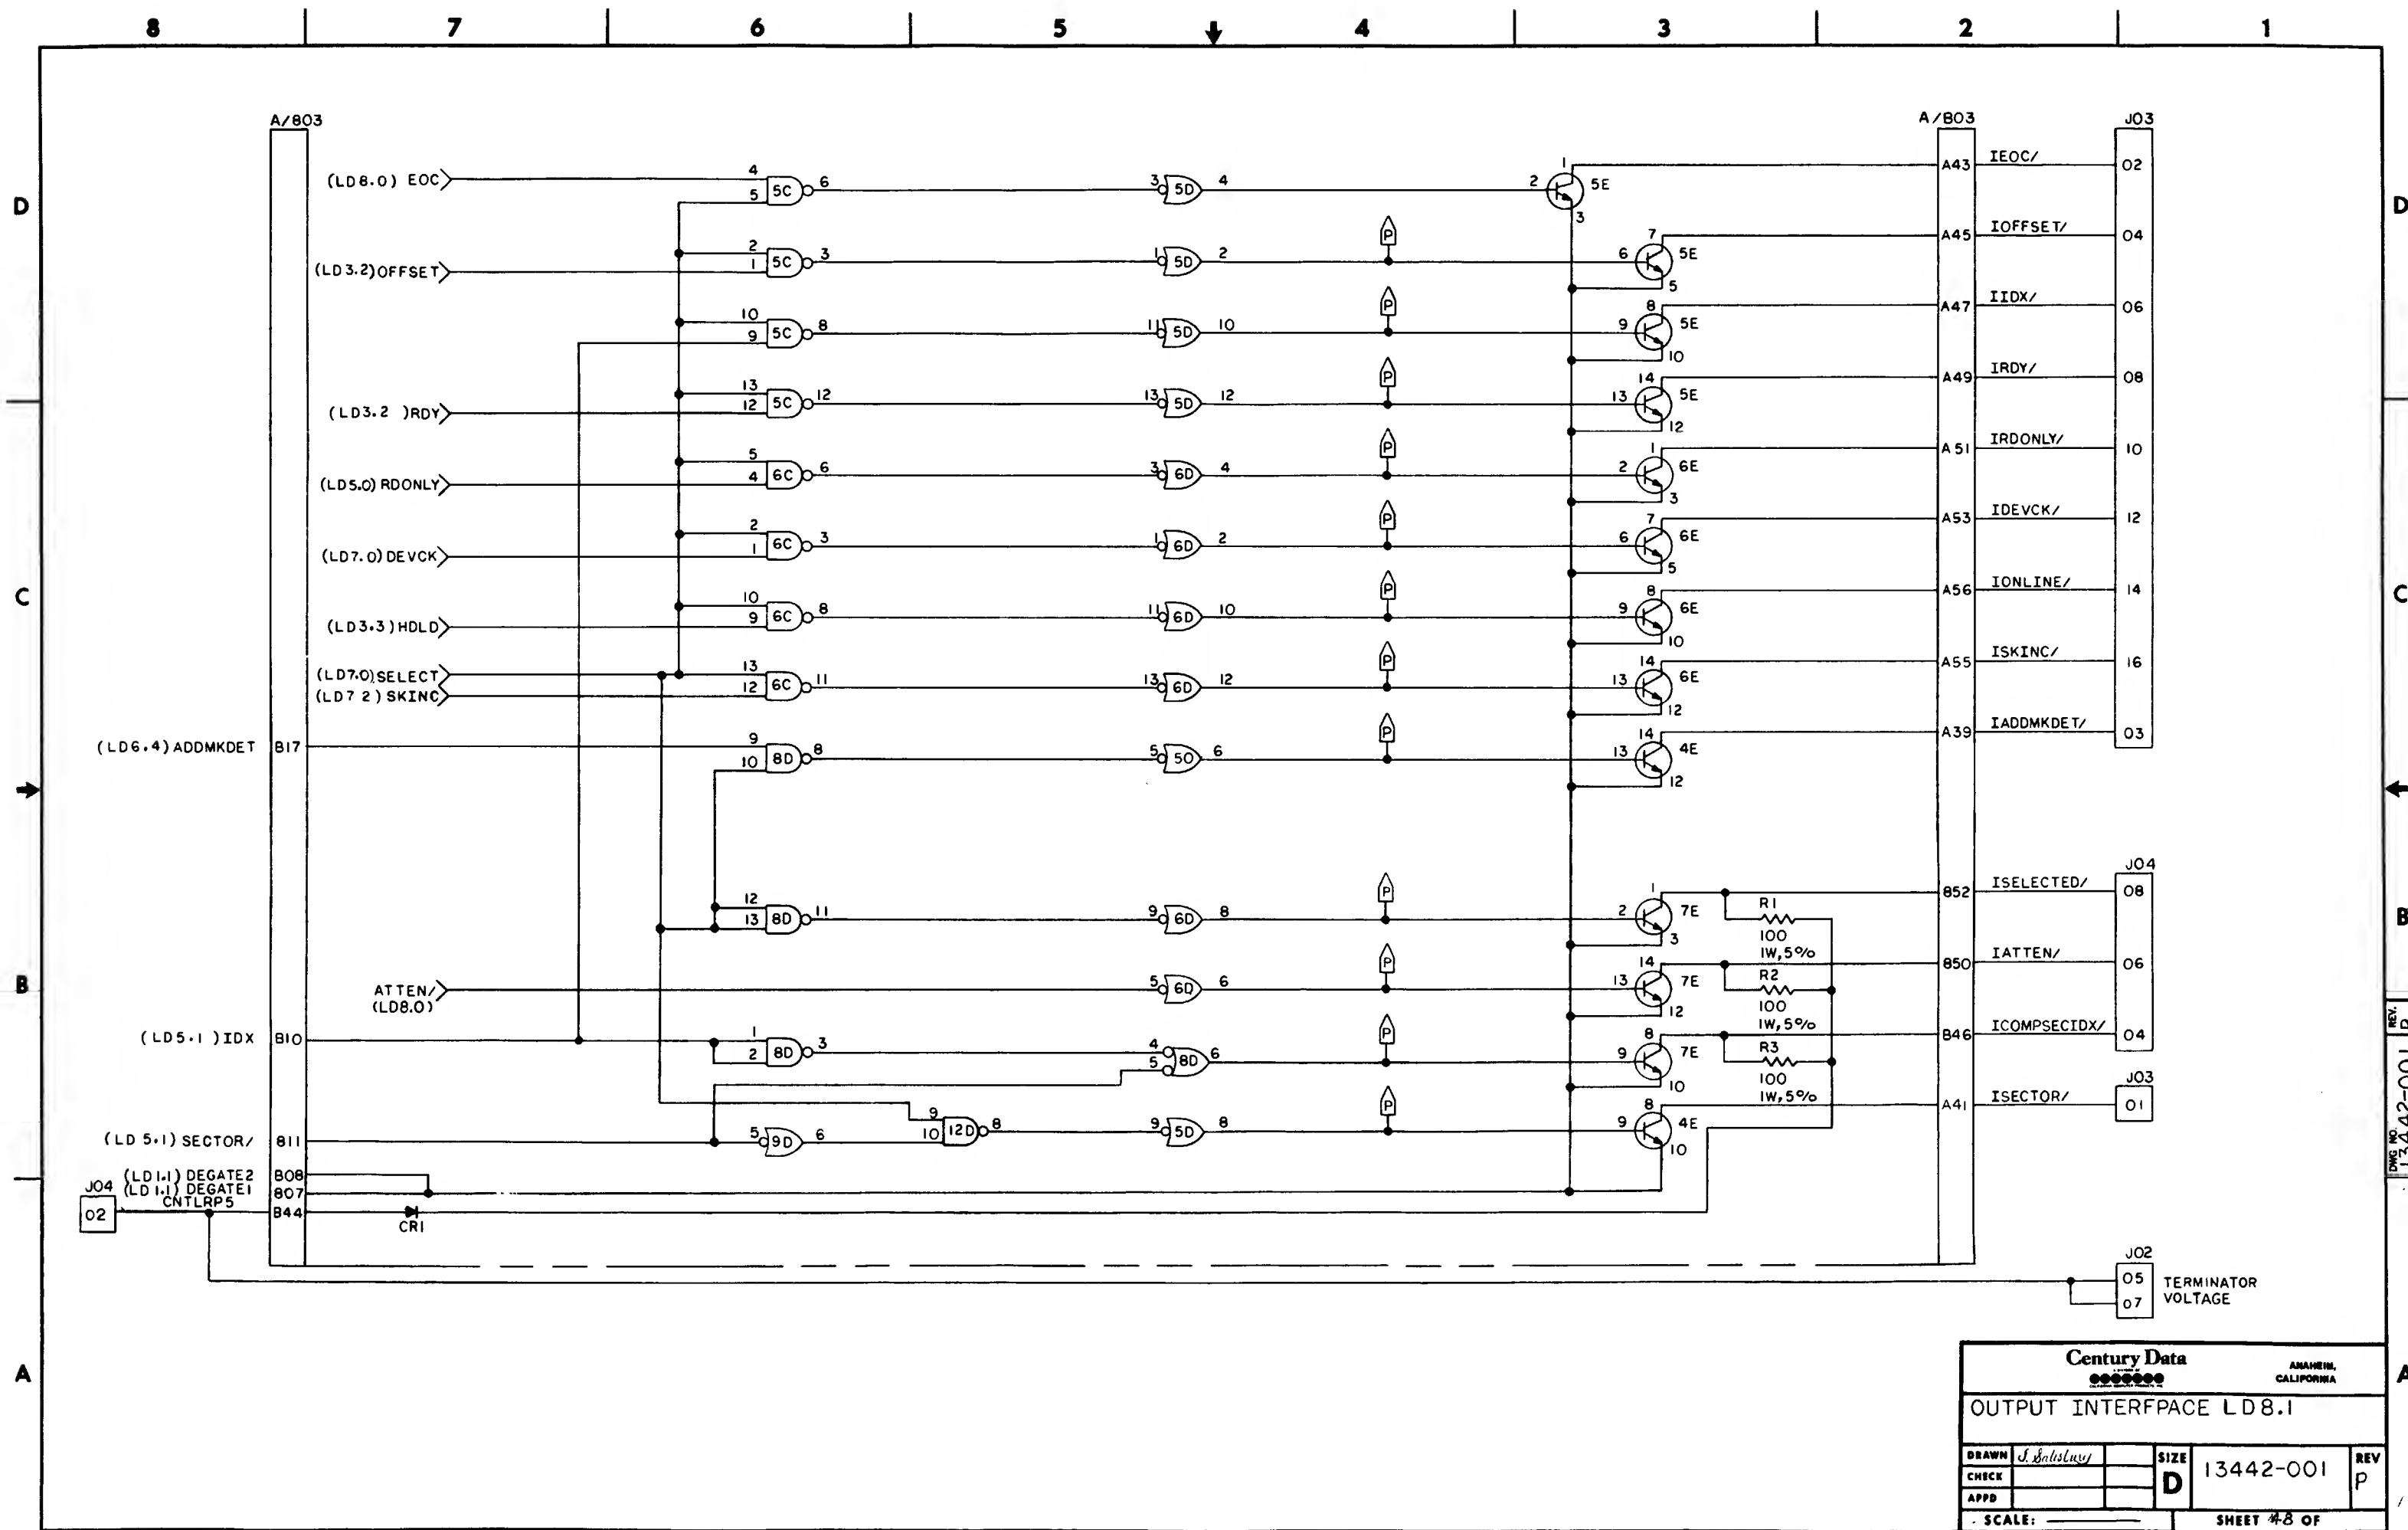 8 7 6 5 4 3 2 1
A/803
A/B03
J03
(LD8.0) EOC
4
5
5C
6
3
5D
4
2
1
5E
3
A43
IEOC/
02
D
D
(LD3.2)OFFSET
2
1
5C
3
1
5D
2
P
6
7
5E
5
A45
IOFFSET/
04
10
9
5C
8
11
5D
10
P
9
8
5E
10
A47
IIDX/
06
(LD3.2 )RDY
13
12
5C
12
13
5D
12
P
13
14
5E
12
A49
IRDY/
08
(LD5.0) RDONLY
5
4
6C
6
3
6D
4
P
2
1
6E
3
A51
IRDONLY/
10
(LD7.0) DEVCK
2
1
6C
3
1
6D
2
P
6
7
6E
5
A53
IDEVCK/
12
C
C
(LD3.3) HDLD
10
9
6C
8
11
6D
10
P
9
8
6E
10
A56
IONLINE/
14
(LD7.0) SELECT
(LD7 2) SKINC
13
12
6C
11
13
6D
12
P
13
14
6E
12
A55
ISKINC/
16
(LD6.4) ADDMKDET
B17
9
10
8D
8
5
5O
6
P
13
14
4E
12
A39
IADDMKDET/
03
J04
12
13
8D
11
9
6D
8
P
2
1
7E
3
R1
100
1W,5%
852
ISELECTED/
08
B
B
ATTEN/
(LD8.0)
5
6D
6
P
13
14
7E
12
R2
100
1W,5%
850
IATTEN/
06
(LD5.1 ) IDX
B10
1
2
8D
3
4
5
8D
6
P
9
8
7E
10
R3
100
1W,5%
B46
ICOMPSECIDX/
04
J03
(LD 5.1) SECTOR/
811
5
9D
6
9
10
12D
8
9
5D
8
P
9
8
4E
10
A41
ISECTOR/
01
(LD1.1) DEGATE2
B08
(LD1.1) DEGATE1
807
J04
CNTLRP5
02
B44
CR1
J02
05
07
TERMINATOR
VOLTAGE
REV.
P
DWG NO.
13442-001
A
A
Century Data
ANAHEIM,
CALIFORNIA
OUTPUT INTERFPACE LD8.1
DRAWN J. Salisbury
CHECK
APPD
SIZE
D
13442-001
REV
P
SCALE:
SHEET 48 OF